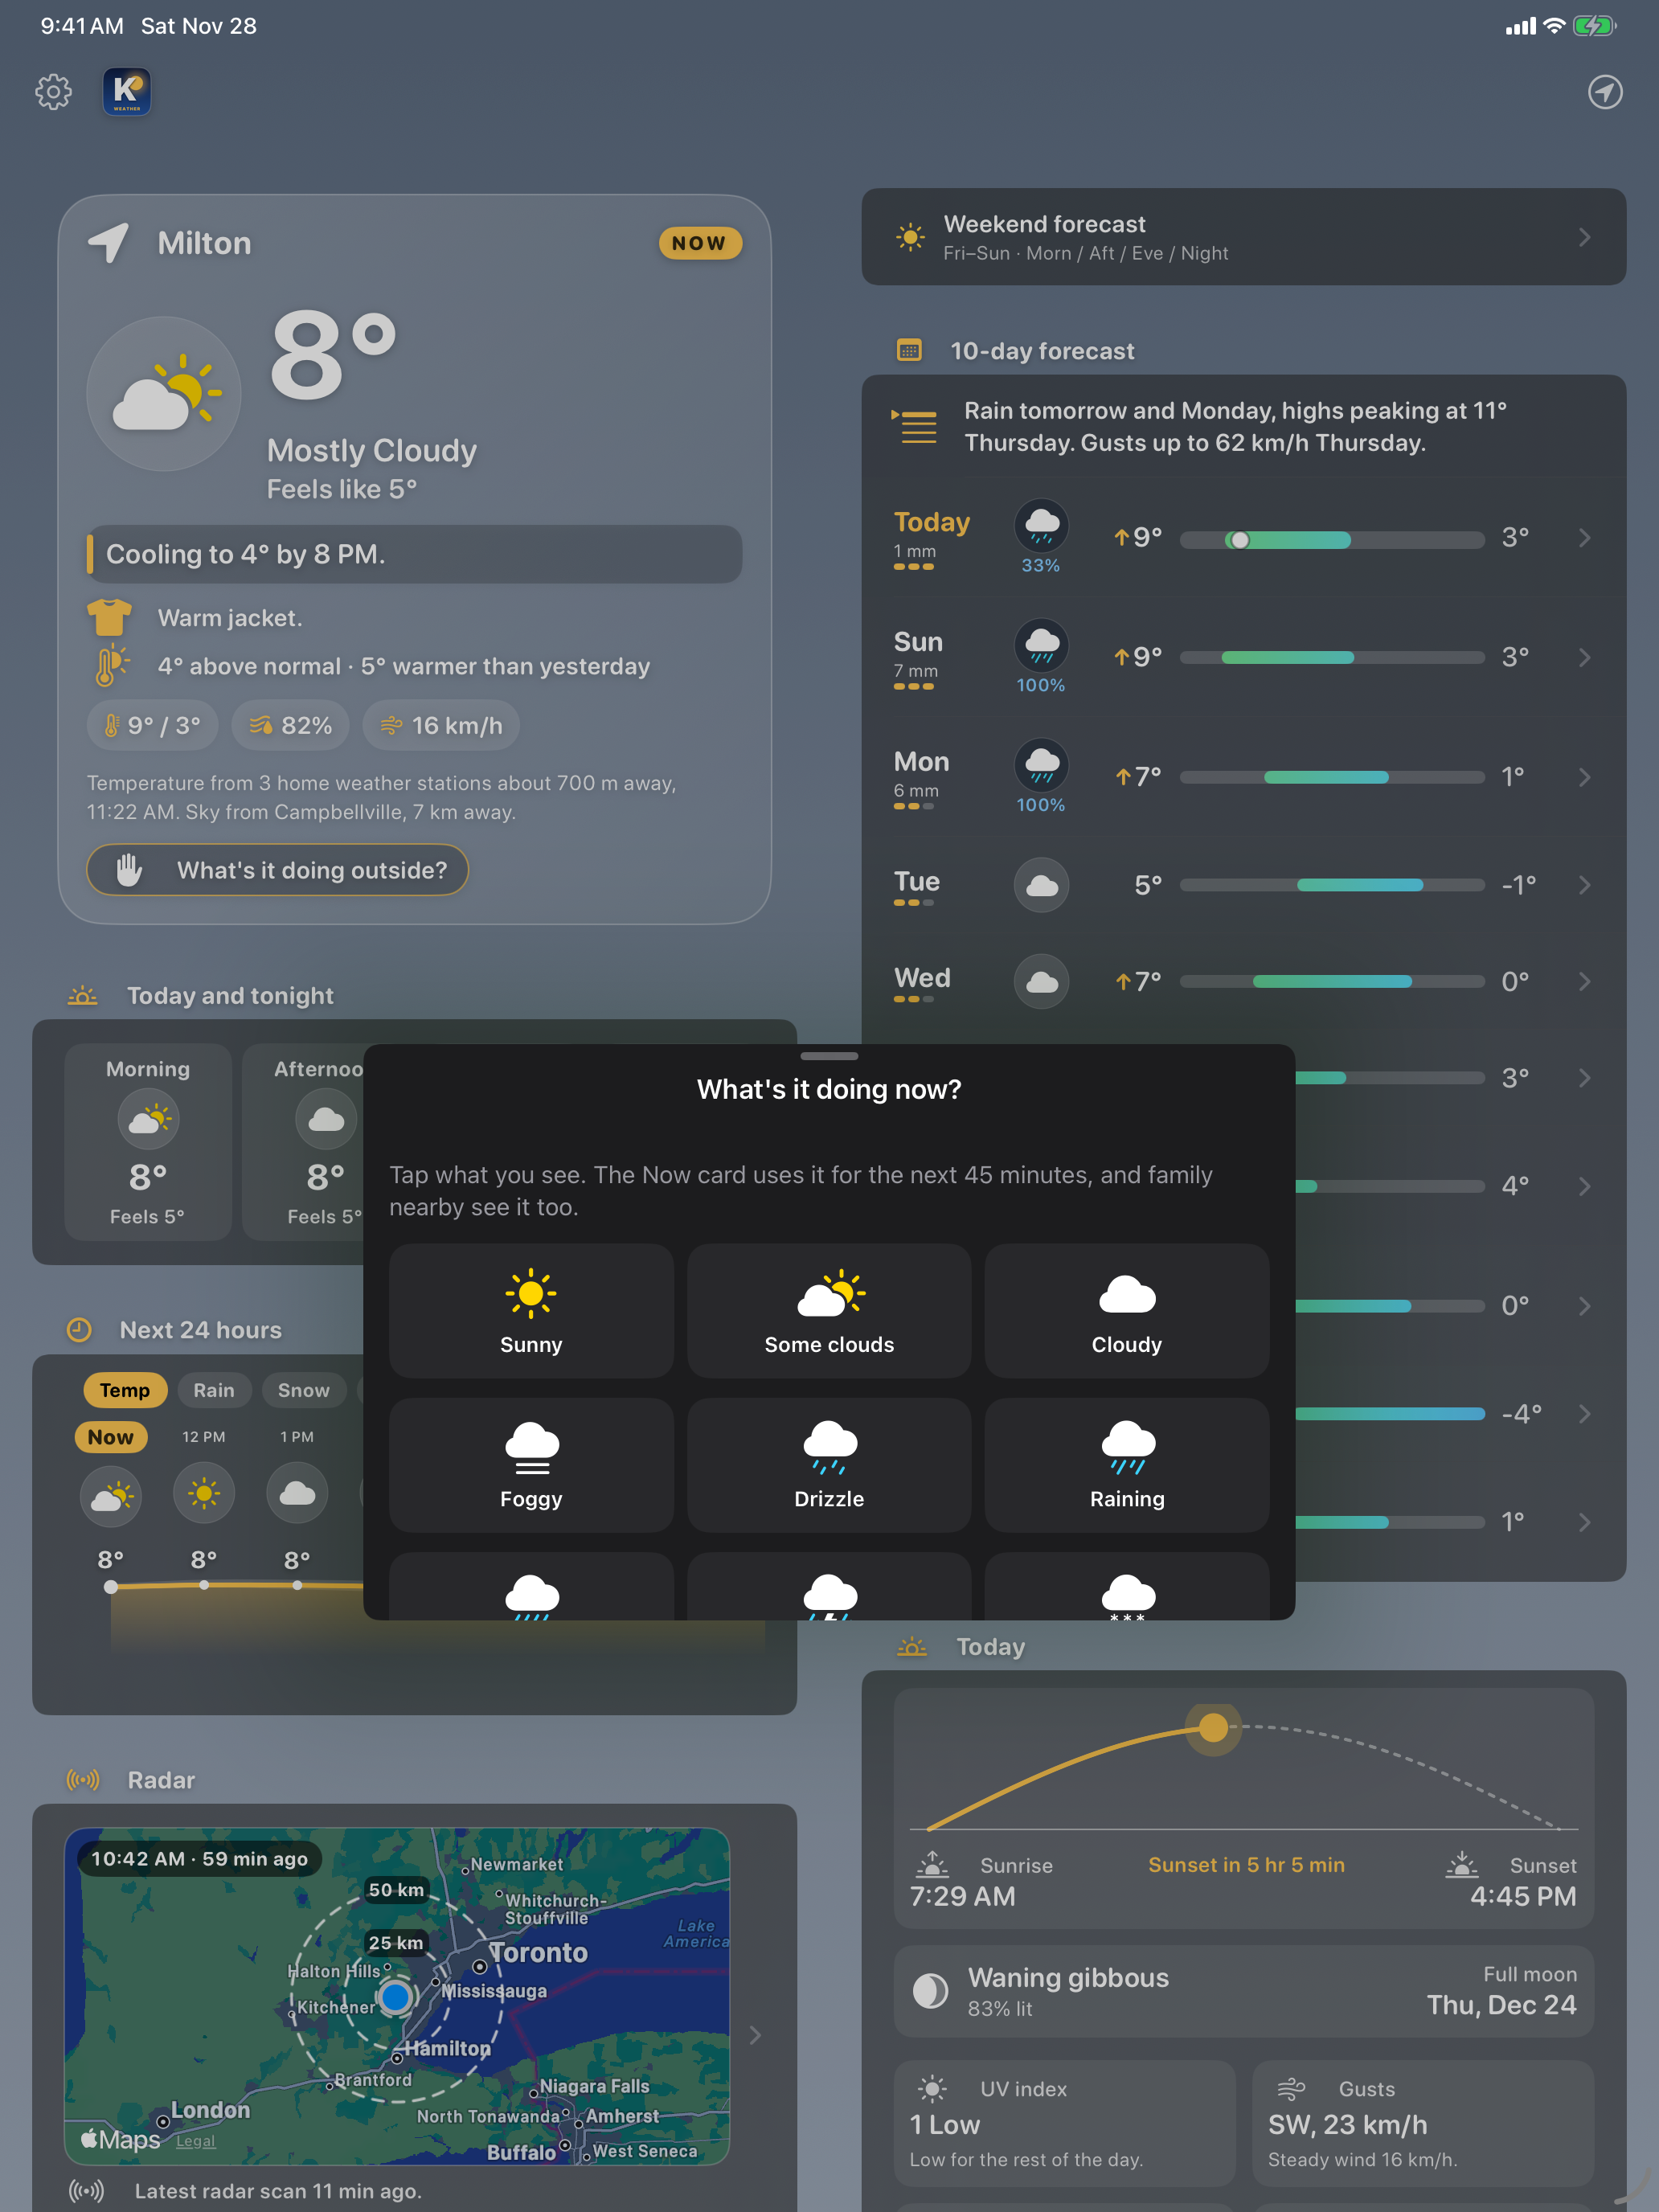 9:41 AM Sat Nov 28
K
WEATHER
Milton
NOW
8°
Mostly Cloudy
Feels like 5°
Cooling to 4° by 8 PM.
Warm jacket.
4° above normal · 5° warmer than yesterday
9° / 3°
82%
16 km/h
Temperature from 3 home weather stations about 700 m away,
11:22 AM. Sky from Campbellville, 7 km away.
What's it doing outside?
Today and tonight
Morning
8°
Feels 5°
Afternoo
8°
Feels 5°
Next 24 hours
Temp
Rain
Snow
Now
12 PM
1 PM
8°
8°
8°
Radar
10:42 AM · 59 min ago
50 km
25 km
Newmarket
Whitchurch-
Stouffville
Lake
America
Toronto
Halton Hills
Mississauga
Kitchener
Hamilton
Brantford
Niagara Falls
London
North Tonawanda
Amherst
Buffalo
West Seneca
Maps
Legal
Latest radar scan 11 min ago.
Weekend forecast
Fri–Sun · Morn / Aft / Eve / Night
10-day forecast
Rain tomorrow and Monday, highs peaking at 11°
Thursday. Gusts up to 62 km/h Thursday.
Today
1 mm
33%
9°
3°
Sun
7 mm
100%
9°
3°
Mon
6 mm
100%
7°
1°
Tue
5°
-1°
Wed
7°
0°
3°
4°
0°
-4°
1°
What's it doing now?
Tap what you see. The Now card uses it for the next 45 minutes, and family
nearby see it too.
Sunny
Some clouds
Cloudy
Foggy
Drizzle
Raining
Today
Sunrise
7:29 AM
Sunset in 5 hr 5 min
Sunset
4:45 PM
Waning gibbous
83% lit
Full moon
Thu, Dec 24
UV index
1 Low
Low for the rest of the day.
Gusts
SW, 23 km/h
Steady wind 16 km/h.